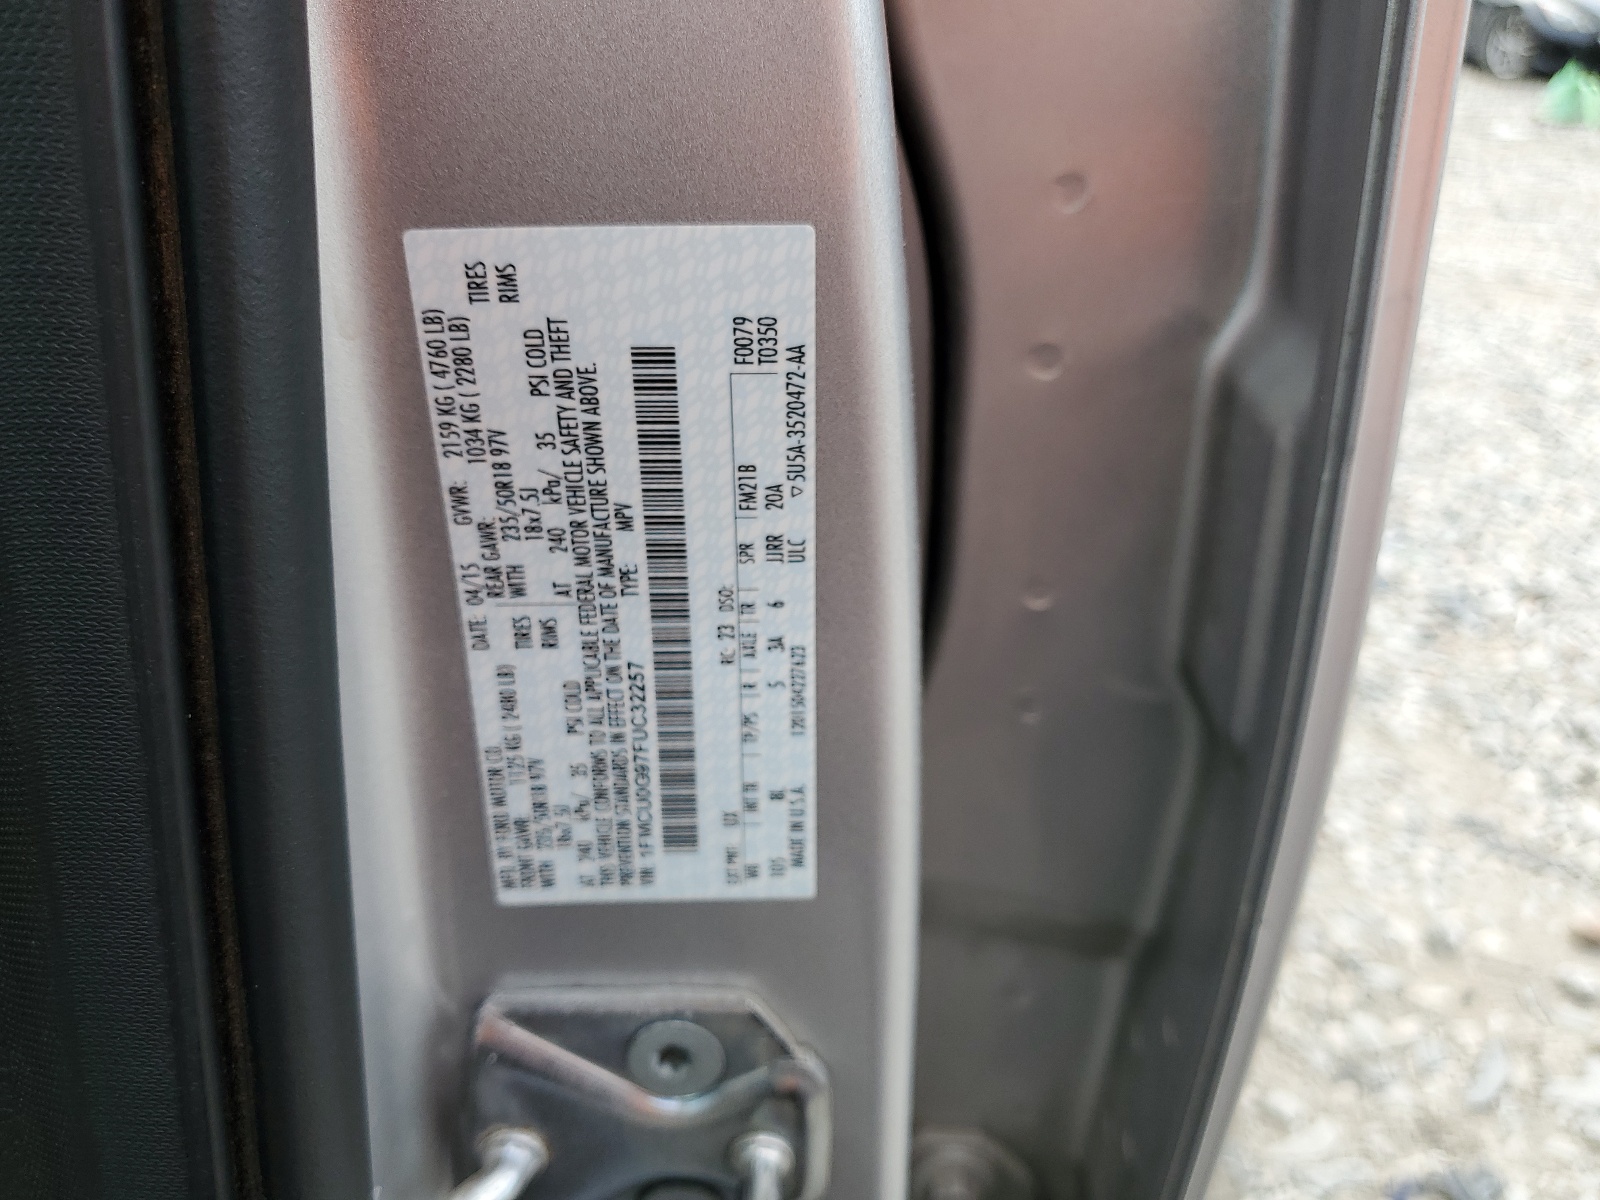 MFD. BY FORD MOTOR CO. DATE: 04/15 GVWR: 2159 KG ( 4760 LB)
FRONT GAWR: 1125 KG ( 2480 LB) REAR GAWR: 1034 KG ( 2280 LB)
WITH 235/50R18 97V TIRES WITH 235/50R18 97V TIRES
18x7.5J RIMS 18x7.5J RIMS
AT 240 kPa/ 35 PSI COLD AT 240 kPa/ 35 PSI COLD
THIS VEHICLE CONFORMS TO ALL APPLICABLE FEDERAL MOTOR VEHICLE SAFETY AND THEFT
PREVENTION STANDARDS IN EFFECT ON THE DATE OF MANUFACTURE SHOWN ABOVE.
VIN: 1FMCU0G97FUC32257 TYPE: MPV
EXT PNT: RC: 23 DSO: F0079
WB INT TR TP/PS R AXLE TR SPR FM21B T0350
105 8L 5 3A 6 JJRR 20A
MADE IN U.S.A. ULC 5U5A-3520472-AA